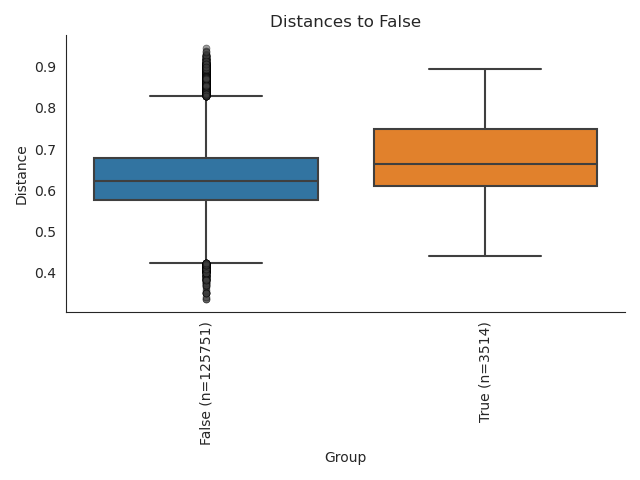 Distances to False
Distance
0.9
0.8
0.7
0.6
0.5
0.4
False (n=125751)
True (n=3514)
Group